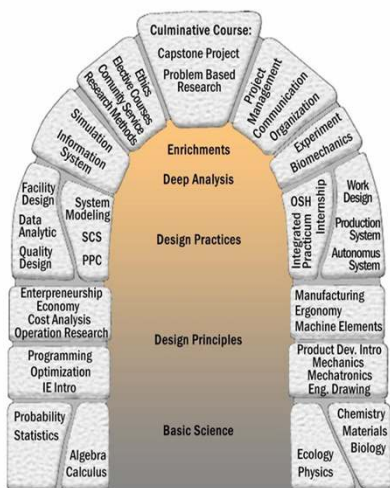 Culminative Course:
Capstone Project
Problem Based
Research
Ethics
Elective Courses
Comunity Service
Research Methods
Project
Management
Communication
Organization
Simulation
Information
System
Experiment
Biomechanics
Enrichments
Deep Analysis
Facility
Design
Data
Analytic
Quality
Design
System
Modeling
SCS
PPC
Design Practices
OSH
Integrated
Practicum
Internship
Work
Design
Production
System
Autonomus
System
Enterpreneurship
Economy
Cost Analysis
Operation Research
Manufacturing
Ergonomy
Machine Elements
Design Principles
Programming
Optimization
IE Intro
Product Dev. Intro
Mechanics
Mechatronics
Eng. Drawing
Probability
Statistics
Algebra
Calculus
Basic Science
Ecology
Physics
Chemistry
Materials
Biology